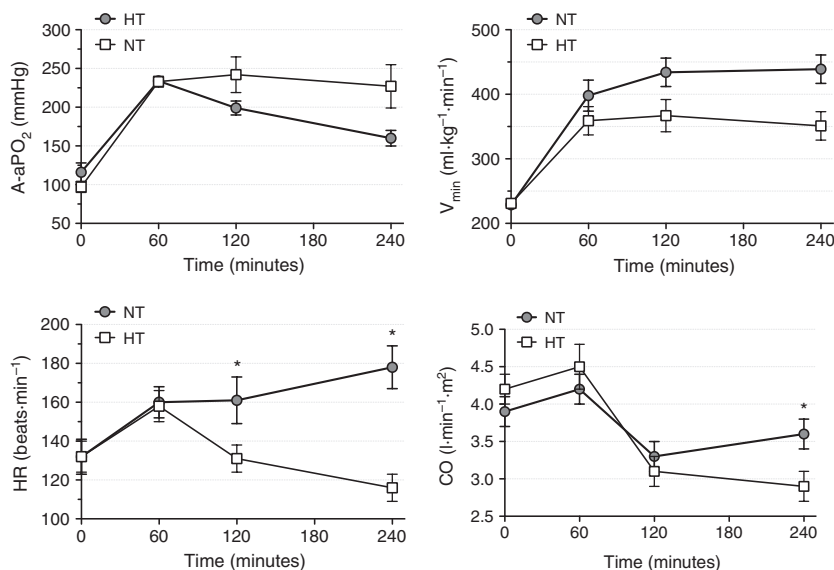 HT
NT
A-aPO₂ (mmHg)
300
250
200
150
100
50
0 60 120 180 240
Time (minutes)
NT
HT
V_min (ml·kg⁻¹·min⁻¹)
500
400
300
200
0 60 120 180 240
Time (minutes)
NT
HT
HR (beats·min⁻¹)
200
180
160
140
120
100
* *
0 60 120 180 240
Time (minutes)
NT
HT
CO (l·min⁻¹·m²)
5.0
4.5
4.0
3.5
3.0
2.5
*
0 60 120 180 240
Time (minutes)